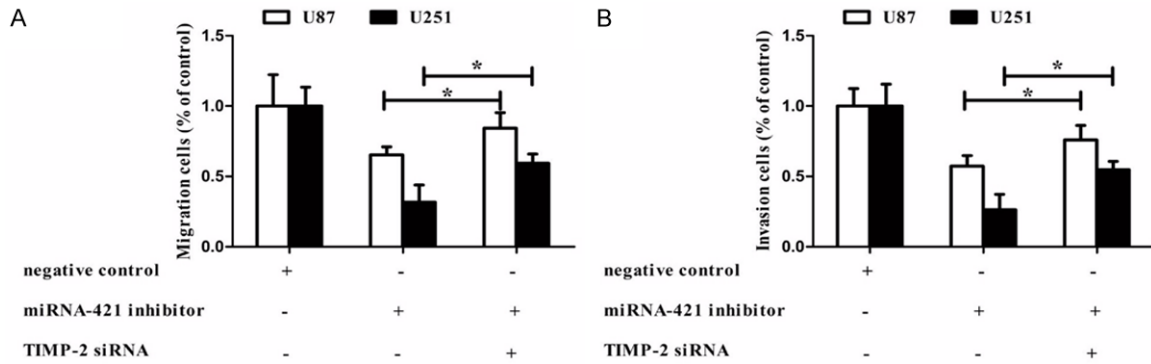 A
U87 U251
Migration cells (% of control)
1.5
1.0
0.5
0.0
*
*
negative control + - -
miRNA-421 inhibitor - + +
TIMP-2 siRNA - - +
B
U87 U251
Invasion cells (% of control)
1.5
1.0
0.5
0.0
*
*
negative control + - -
miRNA-421 inhibitor - + +
TIMP-2 siRNA - - +